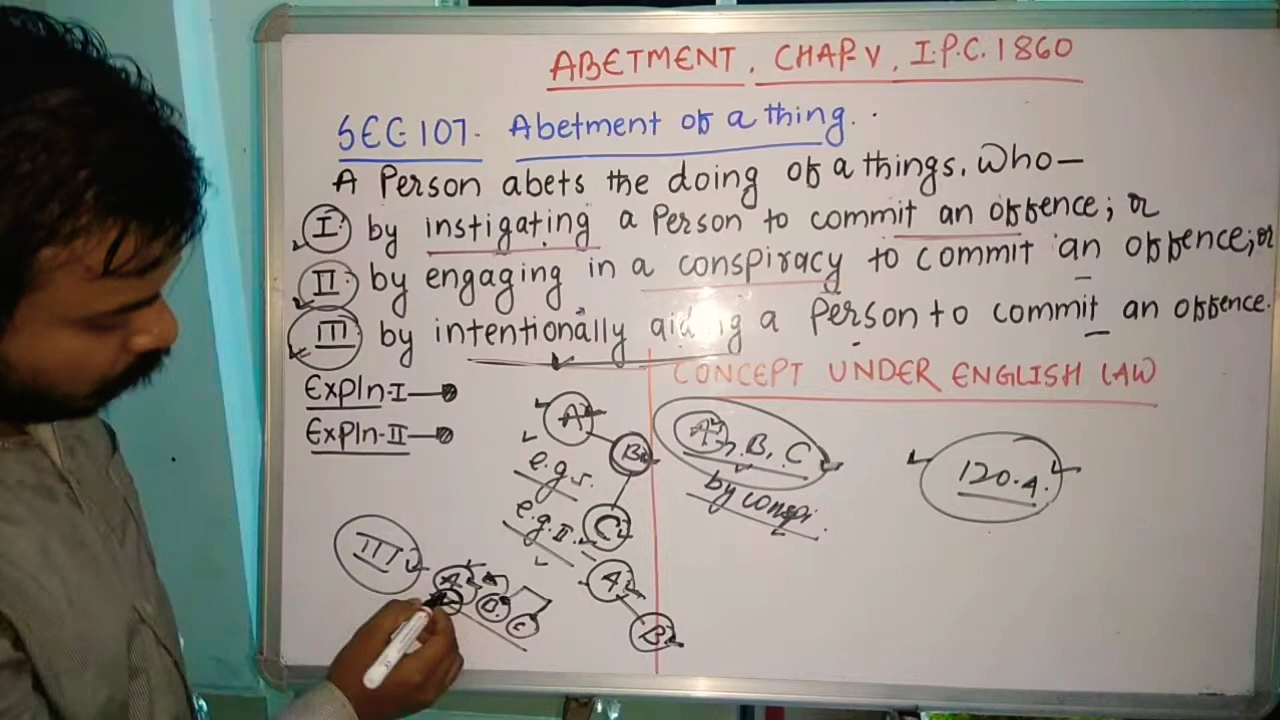 ABETMENT, CHAP. V, I.P.C. 1860
SEC. 107. Abetment of a thing.
A Person abets the doing of a things, Who—
I. by instigating a Person to commit an offence; or
II. by engaging in a conspiracy to commit an offence; or
III by intentionally aiding a Person to commit an offence.
CONCEPT UNDER ENGLISH LAW
Expln-I
Expln-II
A
B
C
e.g.
e.g. II.
A, B, C
by conspi.
120.A.
III.
A
B
C
A.
B.